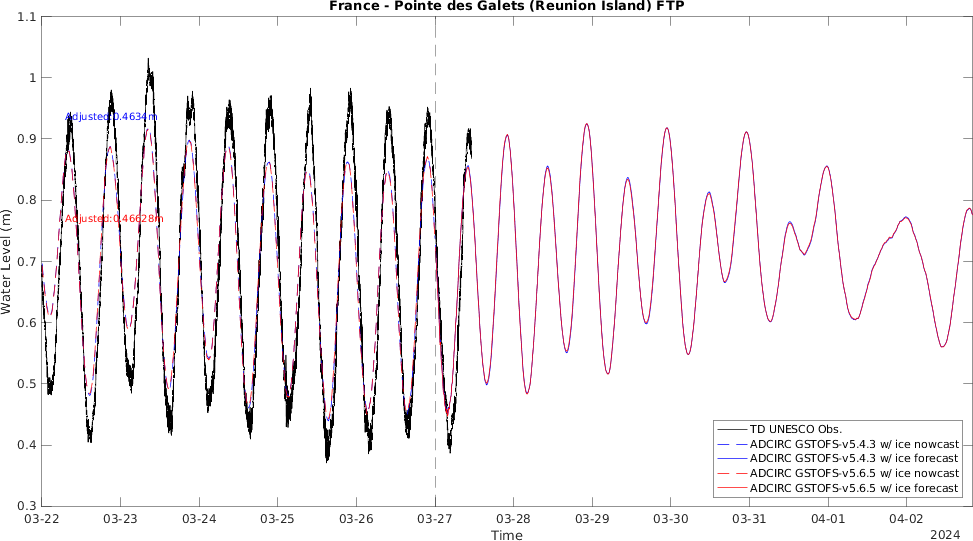 France - Pointe des Galets (Reunion Island) FTP
1.1
1
0.9
0.8
0.7
0.6
0.5
0.4
0.3
Water Level (m)
Adjusted:0.4634m
Adjusted:0.46628m
TD UNESCO Obs.
ADCIRC GSTOFS-v5.4.3 w/ ice nowcast
ADCIRC GSTOFS-v5.4.3 w/ ice forecast
ADCIRC GSTOFS-v5.6.5 w/ ice nowcast
ADCIRC GSTOFS-v5.6.5 w/ ice forecast
03-22 03-23 03-24 03-25 03-26 03-27 03-28 03-29 03-30 03-31 04-01 04-02
Time
2024